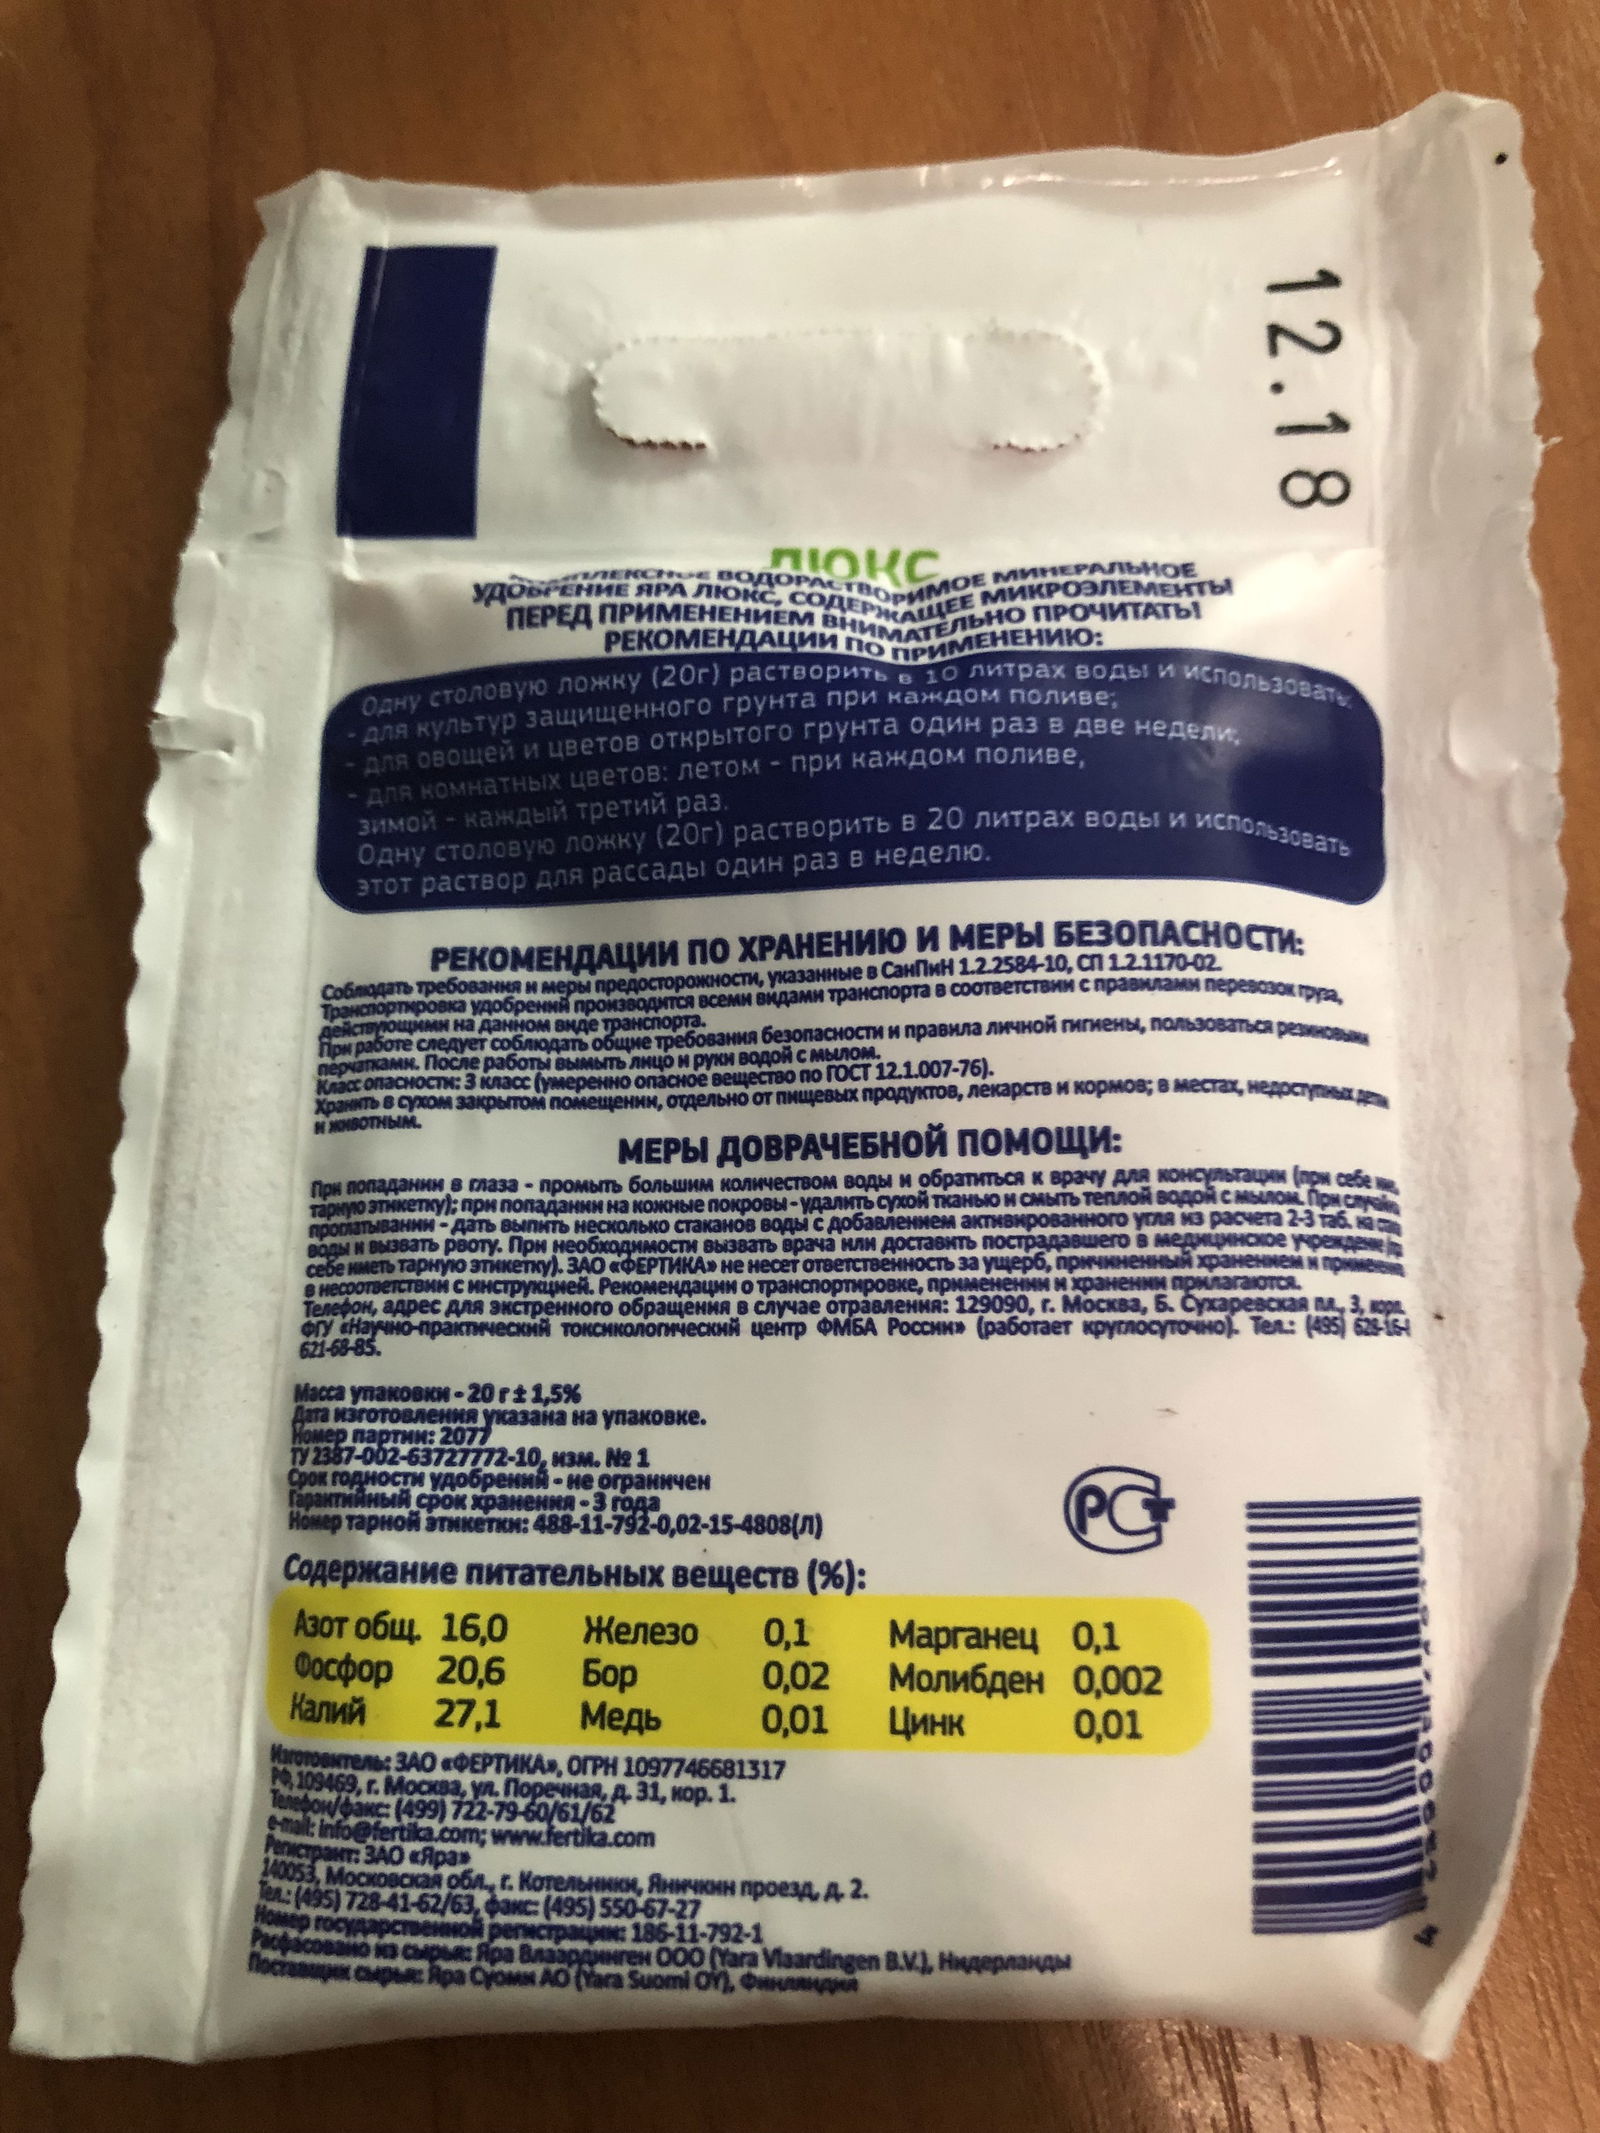 12.18
ЛЮКС
КОМПЛЕКСНОЕ ВОДОРАСТВОРИМОЕ МИНЕРАЛЬНОЕ
УДОБРЕНИЕ ЯРА ЛЮКС, СОДЕРЖАЩЕЕ МИКРОЭЛЕМЕНТЫ
ПЕРЕД ПРИМЕНЕНИЕМ ВНИМАТЕЛЬНО ПРОЧИТАТЬ!
РЕКОМЕНДАЦИИ ПО ПРИМЕНЕНИЮ:
Одну столовую ложку (20г) растворить в 10 литрах воды и использовать:
- для культур защищенного грунта при каждом поливе;
- для овощей и цветов открытого грунта один раз в две недели;
- для комнатных цветов: летом - при каждом поливе,
зимой - каждый третий раз.
Одну столовую ложку (20г) растворить в 20 литрах воды и использовать
этот раствор для рассады один раз в неделю.
РЕКОМЕНДАЦИИ ПО ХРАНЕНИЮ И МЕРЫ БЕЗОПАСНОСТИ:
Соблюдать требования и меры предосторожности, указанные в СанПиН 1.2.2584-10, СП 1.2.1170-02.
Транспортировка удобрений производится всеми видами транспорта в соответствии с правилами перевозок груза,
действующими на данном виде транспорта.
При работе следует соблюдать общие требования безопасности и правила личной гигиены, пользоваться резиновыми
перчатками. После работы вымыть лицо и руки водой с мылом.
Класс опасности: 3 класс (умеренно опасное вещество по ГОСТ 12.1.007-76).
Хранить в сухом закрытом помещении, отдельно от пищевых продуктов, лекарств и кормов; в местах, недоступных детям
и животным.
МЕРЫ ДОВРАЧЕБНОЙ ПОМОЩИ:
При попадании в глаза - промыть большим количеством воды и обратиться к врачу для консультации (при себе
тарную этикетку); при попадании на кожные покровы - удалить сухой тканью и смыть теплой водой с мылом. При
проглатывании - дать выпить несколько стаканов воды с добавлением активированного угля из расчета 2-3 таб. на
воды и вызвать рвоту. При необходимости вызвать врача или доставить пострадавшего в медицинское
себе иметь тарную этикетку). ЗАО «ФЕРТИКА» не несет ответственность за ущерб, причиненный хранением и
в несоответствии с инструкцией. Рекомендации о транспортировке, применении и хранении прилагаются.
Телефон, адрес для экстренного обращения в случае отравления: 129090, г. Москва, Б. Сухаревская пл., 3, корп.
ФГУ «Научно-практический токсикологический центр ФМБА России» (работает круглосуточно). Тел.: (495)
621-68-85.
Масса упаковки - 20 г ± 1,5%
Дата изготовления указана на упаковке.
Номер партии: 2077
ТУ 2387-002-63727772-10, изм. № 1
Срок годности удобрений - не ограничен
Гарантийный срок хранения - 3 года
Номер тарной этикетки: 488-11-792-0,02-15-4808(Л)
РСТ
Содержание питательных веществ (%):
Азот общ. 16,0 Железо 0,1 Марганец 0,1
Фосфор 20,6 Бор 0,02 Молибден 0,002
Калий 27,1 Медь 0,01 Цинк 0,01
Изготовитель: ЗАО «ФЕРТИКА», ОГРН 1097746681317
РФ, 109469, г. Москва, ул. Поречная, д. 31, кор. 1.
Телефон/факс: (499) 722-79-60/61/62
e-mail: info@fertika.com; www.fertika.com
Регистрант: ЗАО «Яра»
140053, Московская обл., г. Котельники, Яничкин проезд, д. 2.
Тел.: (495) 728-41-62/63, факс: (495) 550-67-27
Номер государственной регистрации: 186-11-792-1
Расфасовано из сырья: Яра Влаардинген ООО (Yara Vlaardingen B.V.), Нидерланды
Поставщик сырья: Яра Суоми АО (Yara Suomi OY), Финляндия